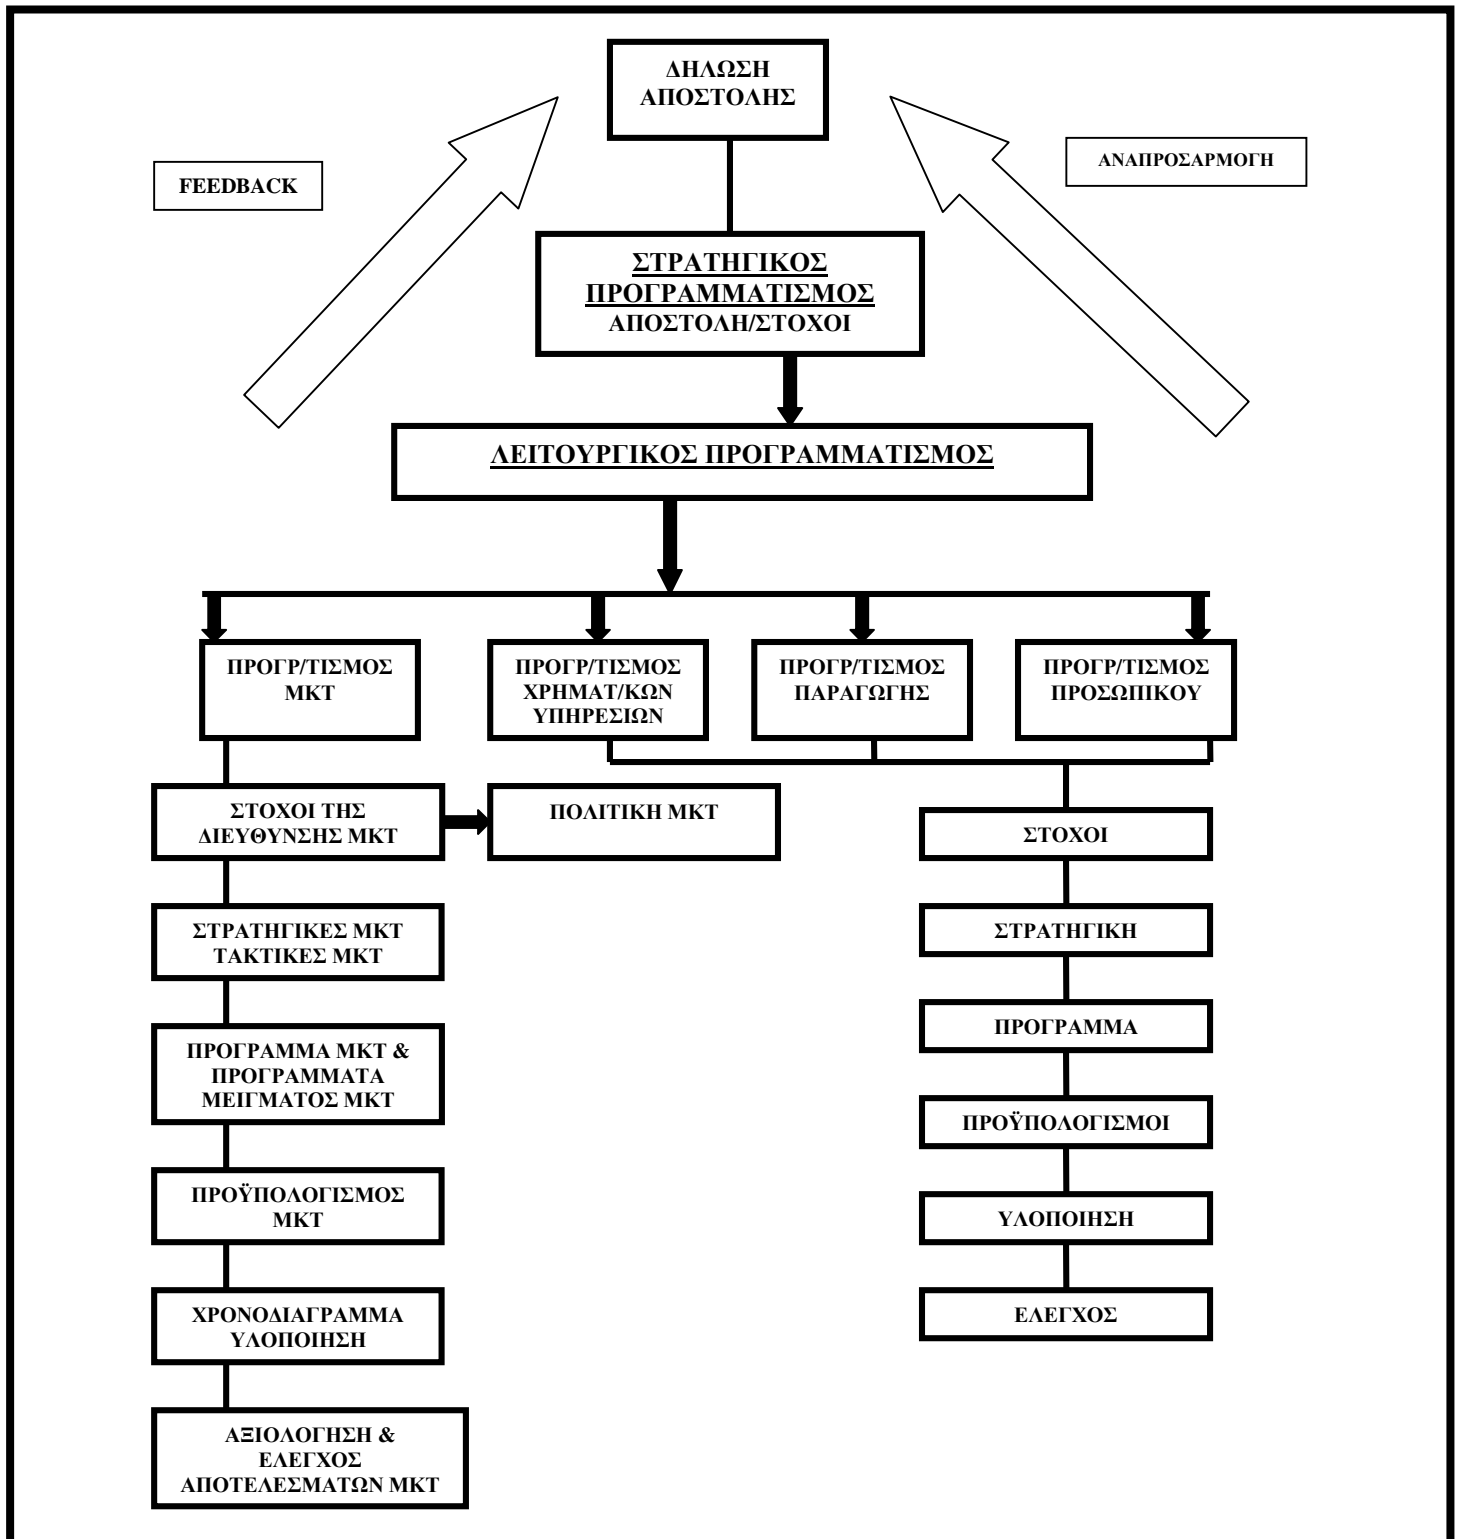 ΔΗΛΩΣΗ
ΑΠΟΣΤΟΛΗΣ
FEEDBACK
ΑΝΑΠΡΟΣΑΡΜΟΓΗ
ΣΤΡΑΤΗΓΙΚΟΣ
ΠΡΟΓΡΑΜΜΑΤΙΣΜΟΣ
ΑΠΟΣΤΟΛΗ/ΣΤΟΧΟΙ
ΛΕΙΤΟΥΡΓΙΚΟΣ ΠΡΟΓΡΑΜΜΑΤΙΣΜΟΣ
ΠΡΟΓΡ/ΤΙΣΜΟΣ
ΜΚΤ
ΠΡΟΓΡ/ΤΙΣΜΟΣ
ΧΡΗΜΑΤ/ΚΩΝ
ΥΠΗΡΕΣΙΩΝ
ΠΡΟΓΡ/ΤΙΣΜΟΣ
ΠΑΡΑΓΩΓΗΣ
ΠΡΟΓΡ/ΤΙΣΜΟΣ
ΠΡΟΣΩΠΙΚΟΥ
ΣΤΟΧΟΙ ΤΗΣ
ΔΙΕΥΘΥΝΣΗΣ ΜΚΤ
ΠΟΛΙΤΙΚΗ ΜΚΤ
ΣΤΡΑΤΗΓΙΚΕΣ ΜΚΤ
ΤΑΚΤΙΚΕΣ ΜΚΤ
ΠΡΟΓΡΑΜΜΑ ΜΚΤ &
ΠΡΟΓΡΑΜΜΑΤΑ
ΜΕΙΓΜΑΤΟΣ ΜΚΤ
ΠΡΟΫΠΟΛΟΓΙΣΜΟΣ
ΜΚΤ
ΧΡΟΝΟΔΙΑΓΡΑΜΜΑ
ΥΛΟΠΟΙΗΣΗ
ΑΞΙΟΛΟΓΗΣΗ &
ΕΛΕΓΧΟΣ
ΑΠΟΤΕΛΕΣΜΑΤΩΝ ΜΚΤ
ΣΤΟΧΟΙ
ΣΤΡΑΤΗΓΙΚΗ
ΠΡΟΓΡΑΜΜΑ
ΠΡΟΫΠΟΛΟΓΙΣΜΟΙ
ΥΛΟΠΟΙΗΣΗ
ΕΛΕΓΧΟΣ